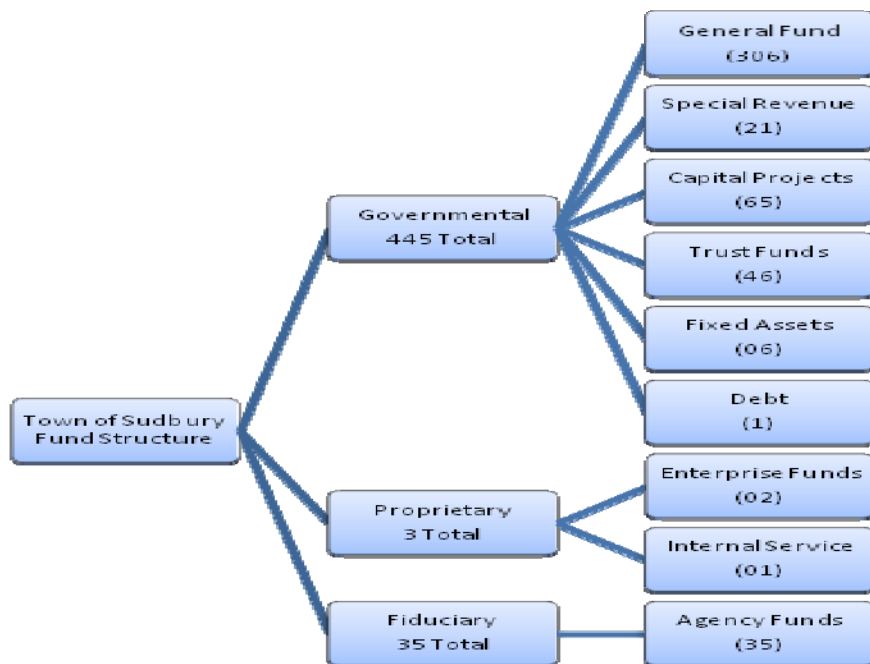 General Fund
(306)
Special Revenue
(21)
Capital Projects
(65)
Governmental
445 Total
Trust Funds
(46)
Fixed Assets
(06)
Town of Sudbury
Fund Structure
Debt
(1)
Enterprise Funds
(02)
Proprietary
3 Total
Internal Service
(01)
Fiduciary
35 Total
Agency Funds
(35)